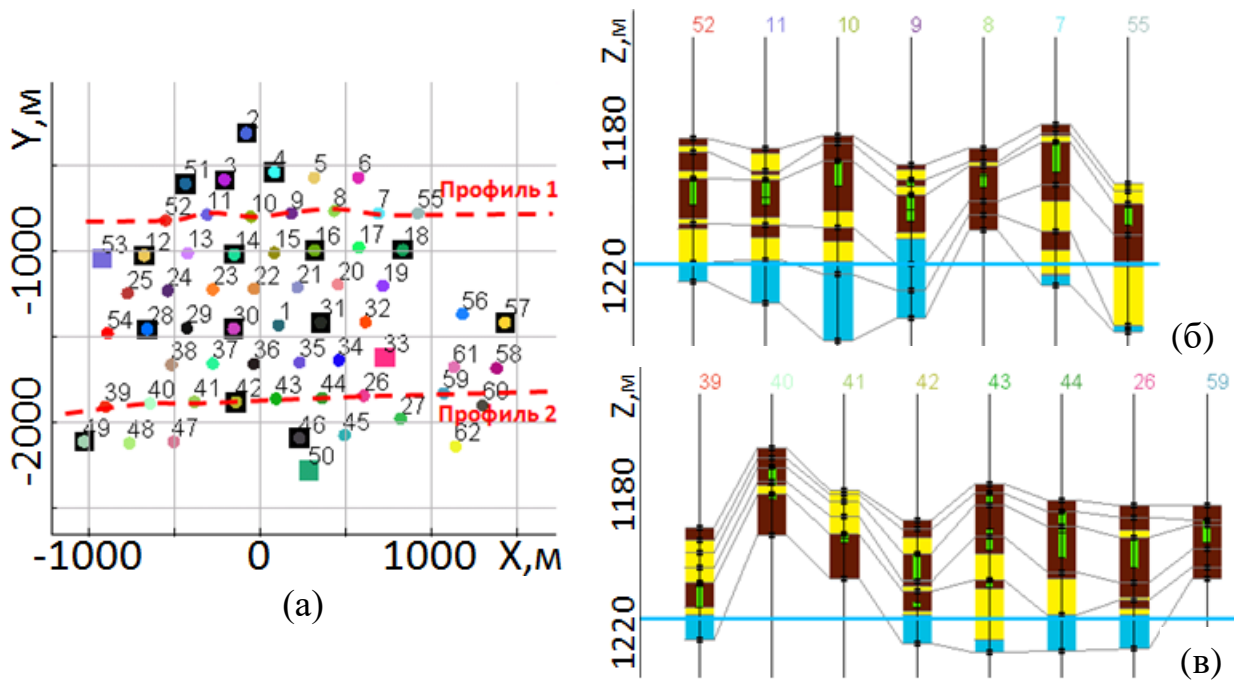 Y,м
-1000
-2000
2
51 3 4 5 6
52 11 10 9 8 7 55
Профиль 1
53 12 13 14 15 16 17 18
25 24 23 22 21 20 19
54 28 29 30 1 31 32 56 57
38 37 36 35 34 33 61 58
39 40 41 42 43 44 26 59 60
Профиль 2
49 48 47 46 45 27 62
50
-1000 0 1000 X,м
(а)
Z,м
52 11 10 9 8 7 55
1180
1220
(б)
Z,м
39 40 41 42 43 44 26 59
1180
1220
(в)